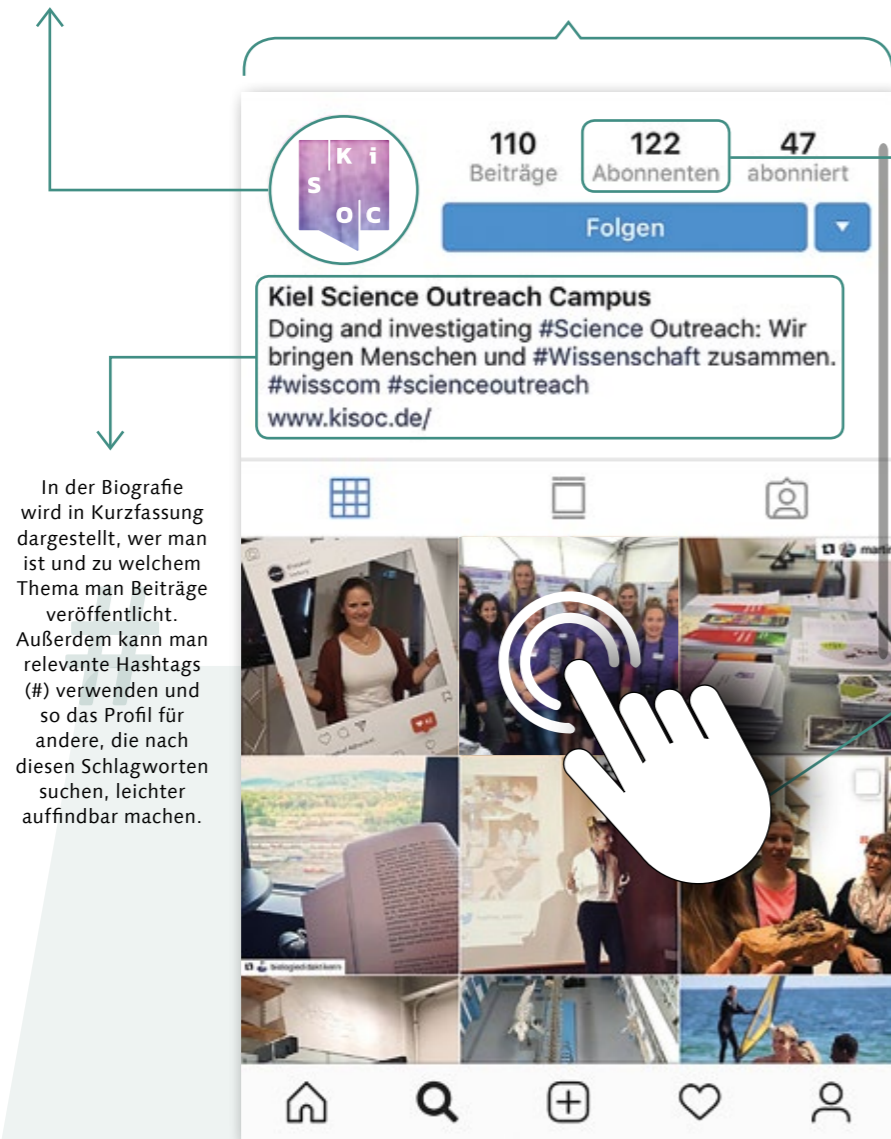 K i
S
O C
110
122
47
Beiträge
Abonnenten
abonniert
Folgen
Kiel Science Outreach Campus
Doing and investigating #Science Outreach: Wir
bringen Menschen und #Wissenschaft zusammen.
#wisscom #scienceoutreach
www.kisoc.de/
In der Biografie
wird in Kurzfassung
dargestellt, wer man
ist und zu welchem
Thema man Beiträge
veröffentlicht.
Außerdem kann man
relevante Hashtags
(#) verwenden und
so das Profil für
andere, die nach
diesen Schlagworten
suchen, leichter
auffindbar machen.
#